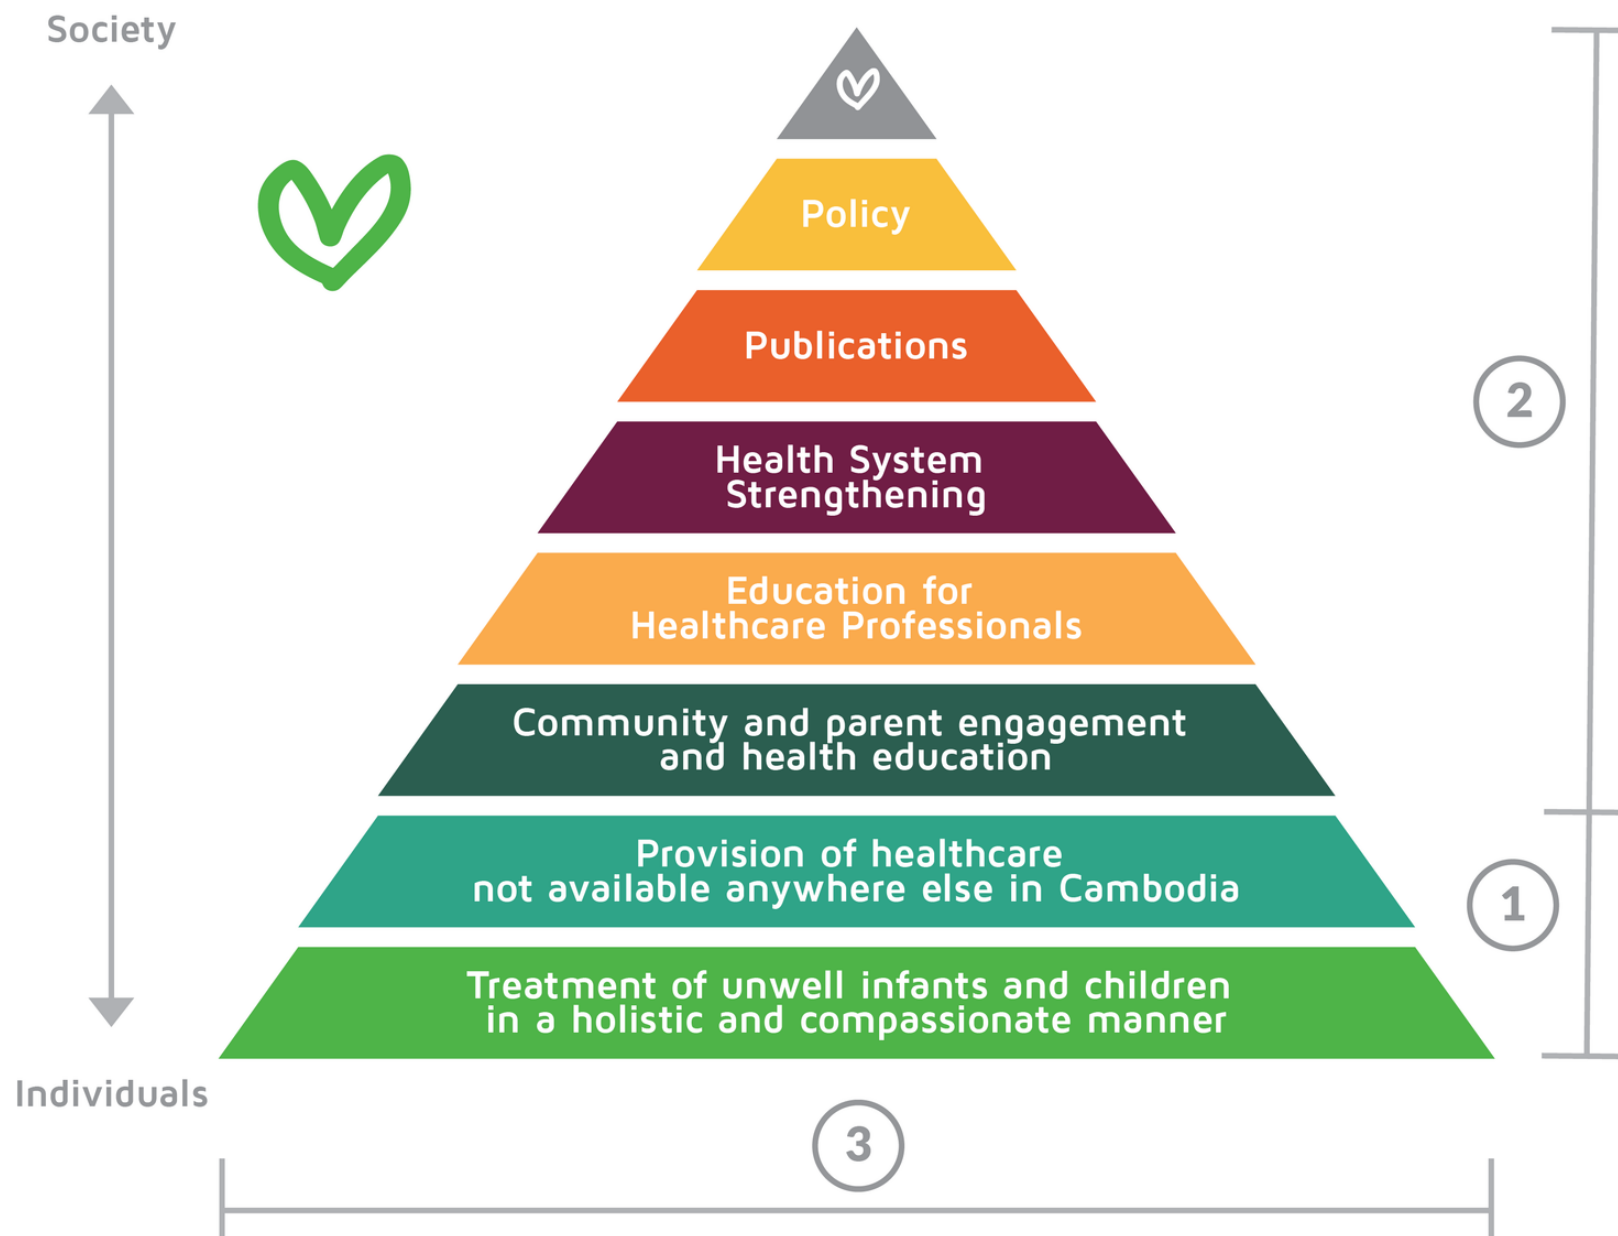 Society
Policy
Publications
Health System
Strengthening
Education for
Healthcare Professionals
Community and parent engagement
and health education
Provision of healthcare
not available anywhere else in Cambodia
Treatment of unwell infants and children
in a holistic and compassionate manner
Individuals
2
1
3